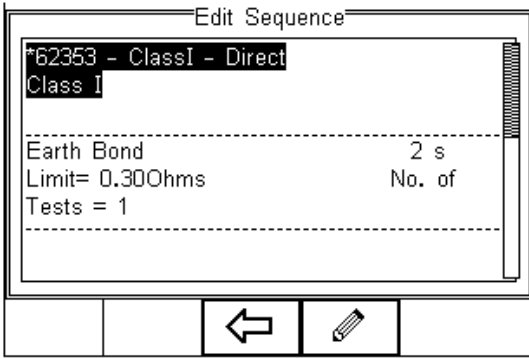 Edit Sequence
*62353 - ClassI - Direct
Class I
Earth Bond 2 s
Limit= 0.30Ohms No. of
Tests = 1